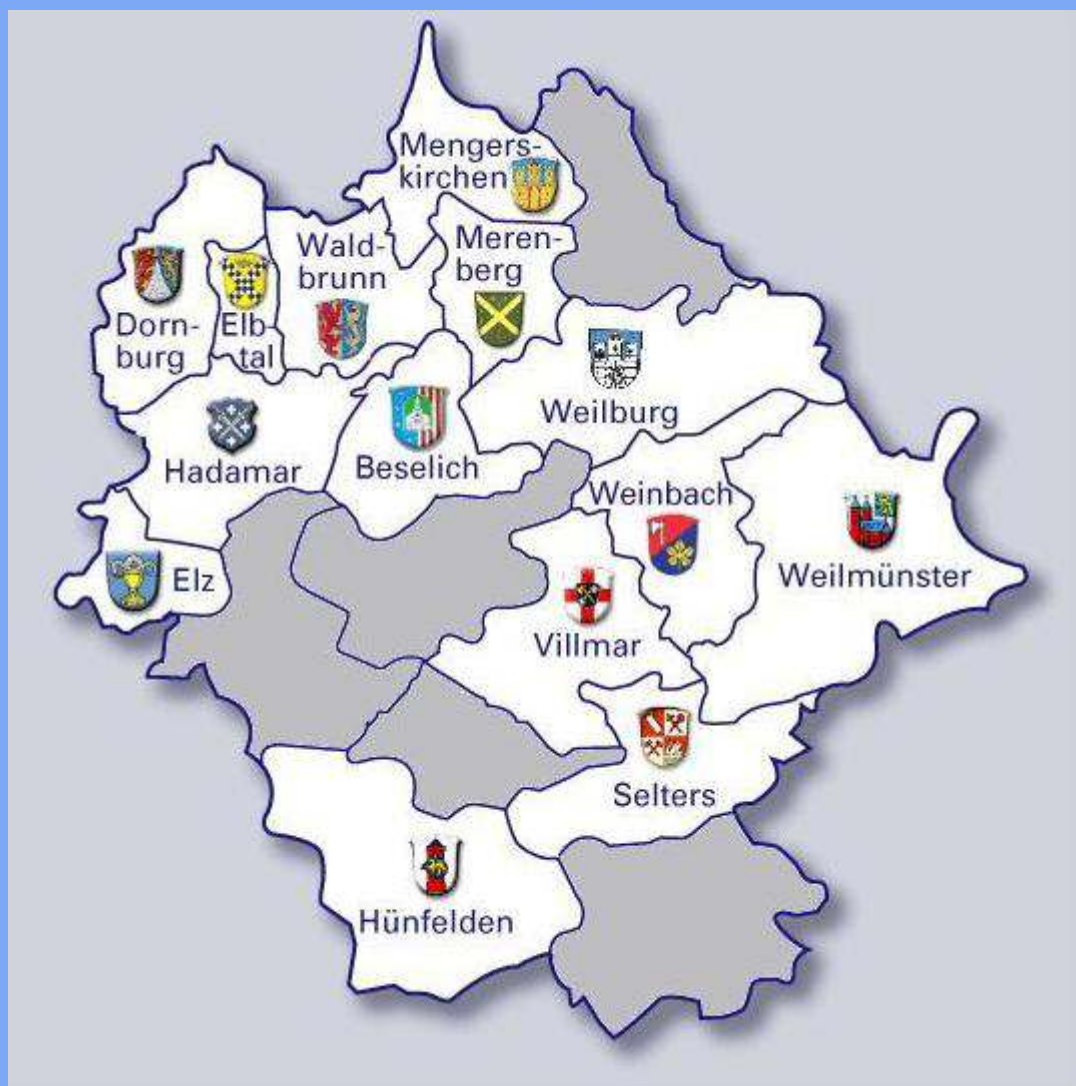 Mengers-
kirchen
Meren-
berg
Wald-
brunn
Dorn-
burg
Elb-
tal
Weilburg
Hadamar
Beselich
Weinbach
Elz
Weilmünster
Villmar
Selters
Hünfelden